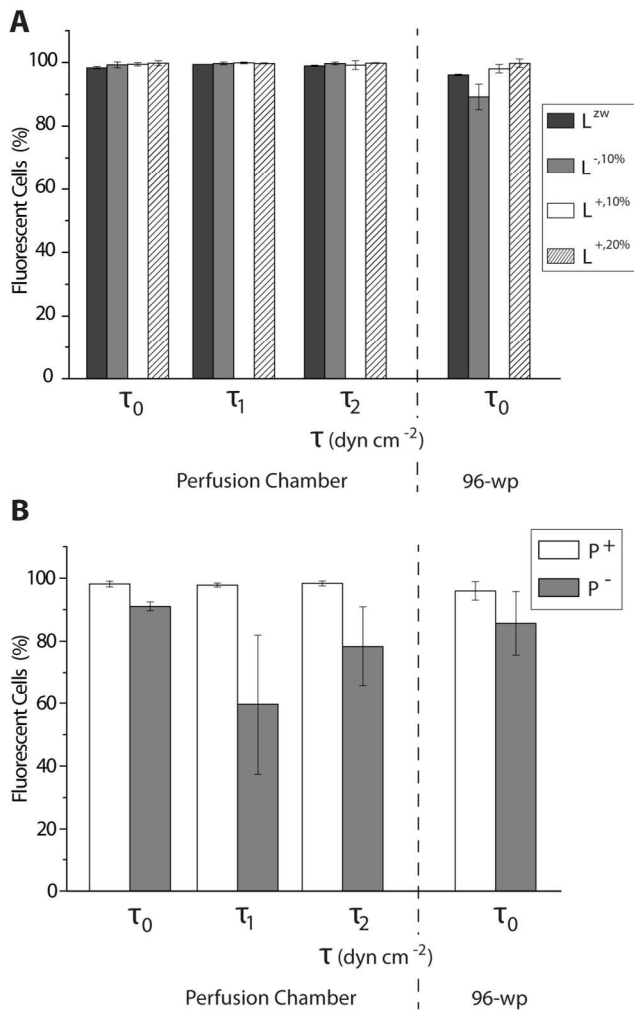 A
100
80
60
40
20
0
Fluorescent Cells (%)
τ0 τ1 τ2 τ0
τ (dyn cm -2)
Perfusion Chamber 96-wp
L zw
L -,10%
L +,10%
L +,20%
B
100
80
60
40
20
0
Fluorescent Cells (%)
τ0 τ1 τ2 τ0
τ (dyn cm -2)
Perfusion Chamber 96-wp
P +
P -